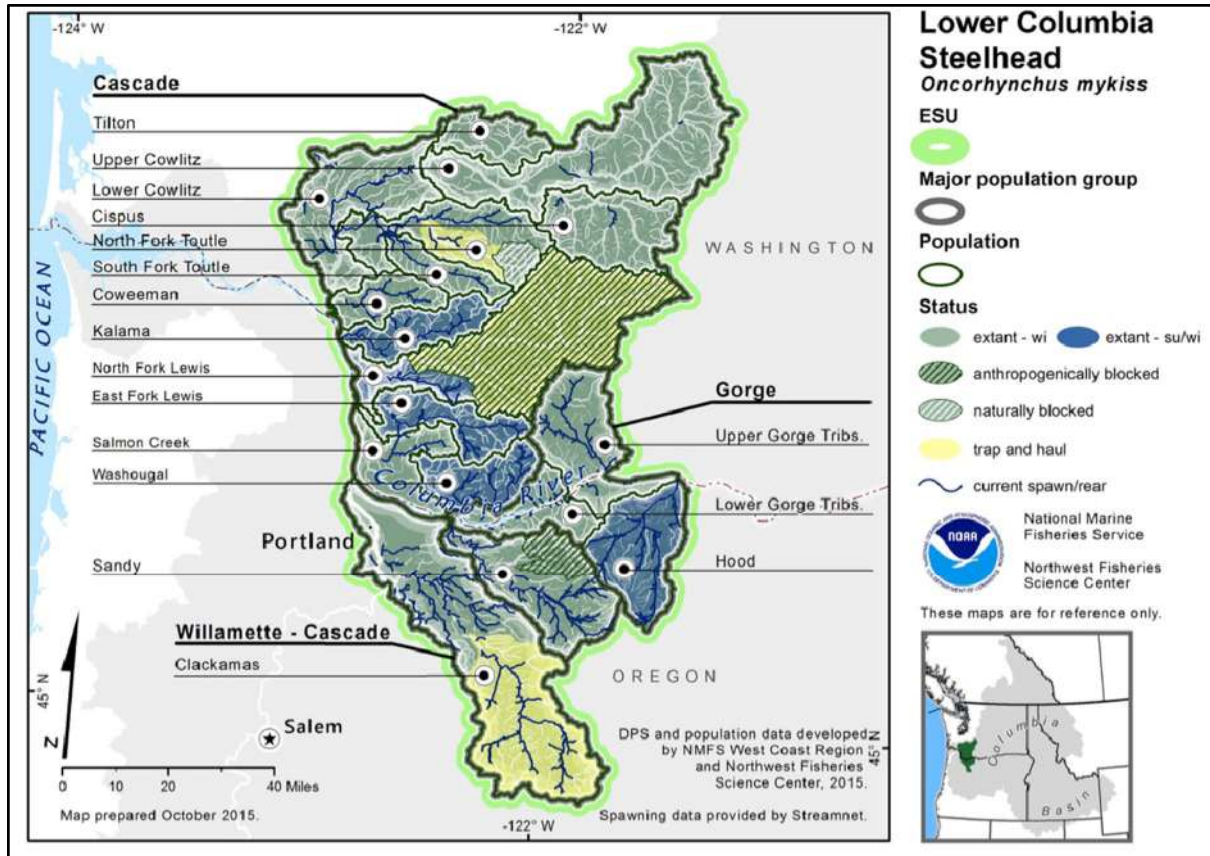 -124° W
-122° W
Cascade
Tilton
Upper Cowlitz
Lower Cowlitz
Cispus
North Fork Toutle
South Fork Toutle
Coweeman
Kalama
North Fork Lewis
East Fork Lewis
Salmon Creek
Washougal
Sandy
Willamette - Cascade
Clackamas
PACIFIC OCEAN
WASHINGTON
Gorge
Upper Gorge Tribs.
Lower Gorge Tribs.
Hood
Columbia River
Portland
OREGON
Salem
45° N
45° N
N
0 10 20 40 Miles
Map prepared October 2015.
-122° W
DPS and population data developed
by NMFS West Coast Region
and Northwest Fisheries
Science Center, 2015.
Spawning data provided by Streamnet.
Lower Columbia
Steelhead
Oncorhynchus mykiss
ESU
Major population group
Population
Status
extant - wi
extant - su/wi
anthropogenically blocked
naturally blocked
trap and haul
current spawn/rear
NOAA
National Marine
Fisheries Service
Northwest Fisheries
Science Center
These maps are for reference only.
Columbia
Basin